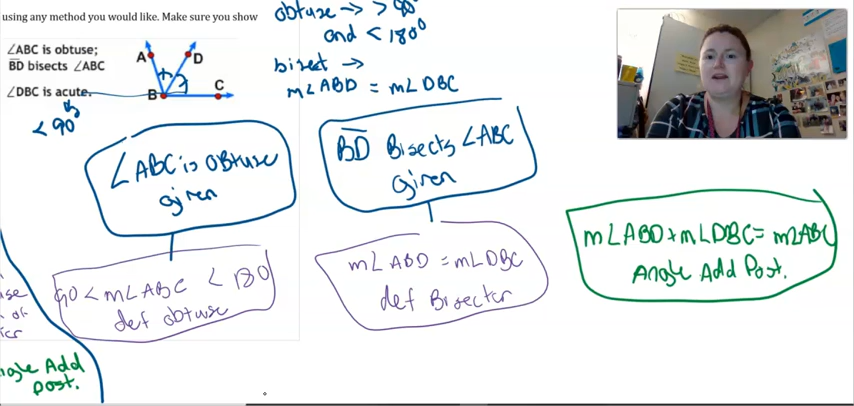 using any method you would like. Make sure you show
∠ABC is obtuse;
BD bisects ∠ABC
∠DBC is acute.
< 90°
A
D
B
C
obtuse → > 90°
and < 180°
bisect →
m∠ABD = m∠DBC
∠ABC is obtuse
given
BD Bisects ∠ABC
given
m∠ABD + m∠DBC = m∠ABC
Angle Add Post.
90 < m∠ABC < 180
def obtuse
m∠ABD = m∠DBC
def Bisector
of
Add
Post.